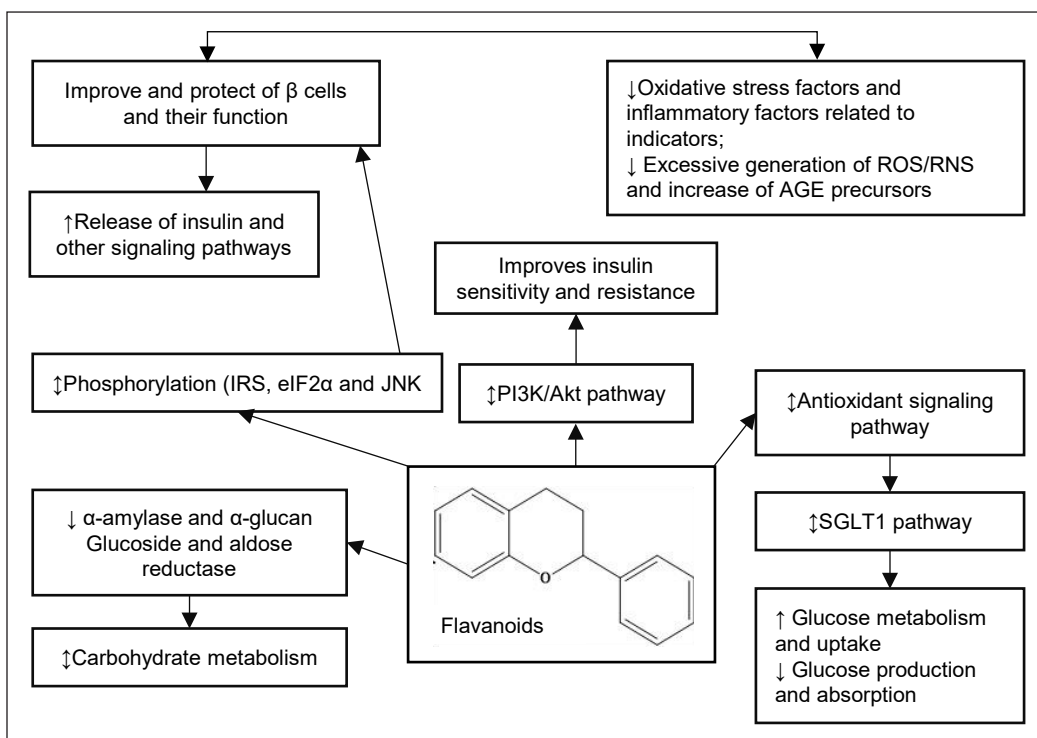 Improve and protect of β cells
and their function
↓Oxidative stress factors and
inflammatory factors related to
indicators;
↓ Excessive generation of ROS/RNS
and increase of AGE precursors
↑Release of insulin and
other signaling pathways
Improves insulin
sensitivity and resistance
↕Phosphorylation (IRS, eIF2α and JNK
↕PI3K/Akt pathway
↕Antioxidant signaling
pathway
↓ α-amylase and α-glucan
Glucoside and aldose
reductase
↕SGLT1 pathway
O
Flavanoids
↕Carbohydrate metabolism
↑ Glucose metabolism
and uptake
↓ Glucose production
and absorption